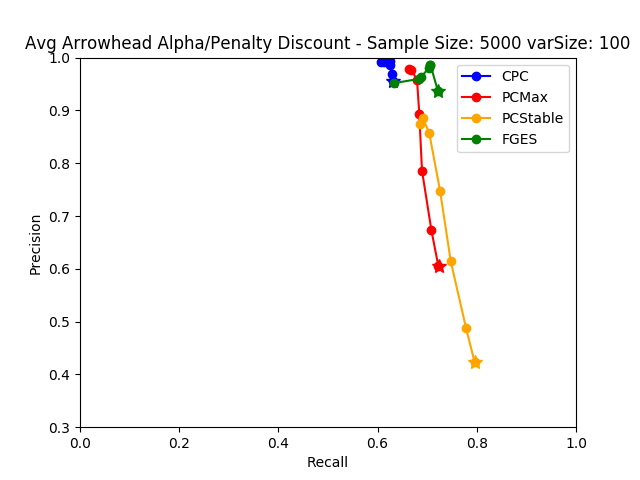 Avg Arrowhead Alpha/Penalty Discount - Sample Size: 5000 varSize: 100
1.0
0.9
0.8
0.7
0.6
0.5
0.4
0.3
Precision
CPC
PCMax
PCStable
FGES
0.0 0.2 0.4 0.6 0.8 1.0
Recall